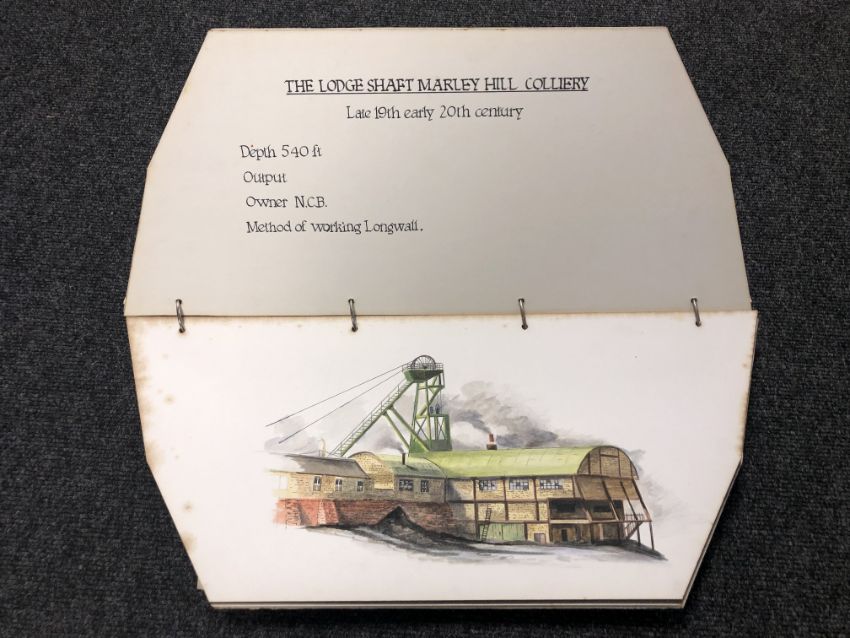 THE LODGE SHAFT MARLEY HILL COLLIERY
Late 19th early 20th century
Depth 540 ft
Output
Owner N.C.B.
Method of working Longwall.